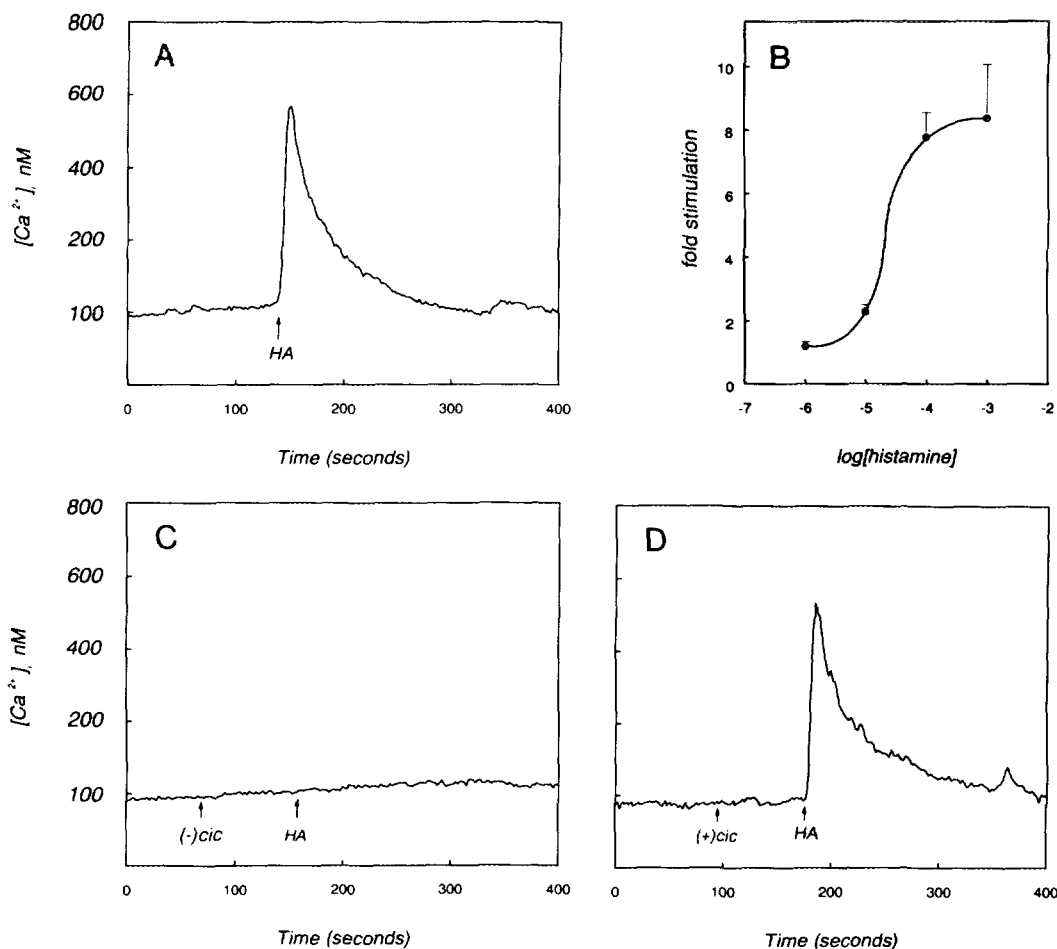 A
[Ca²⁺], nM
800
600
400
200
100
HA
0 100 200 300 400
Time (seconds)
B
fold stimulation
10
8
6
4
2
0
-7 -6 -5 -4 -3 -2
log[histamine]
C
[Ca²⁺], nM
800
600
400
200
100
(-)cic HA
0 100 200 300 400
Time (seconds)
D
(+)cic HA
0 100 200 300 400
Time (seconds)